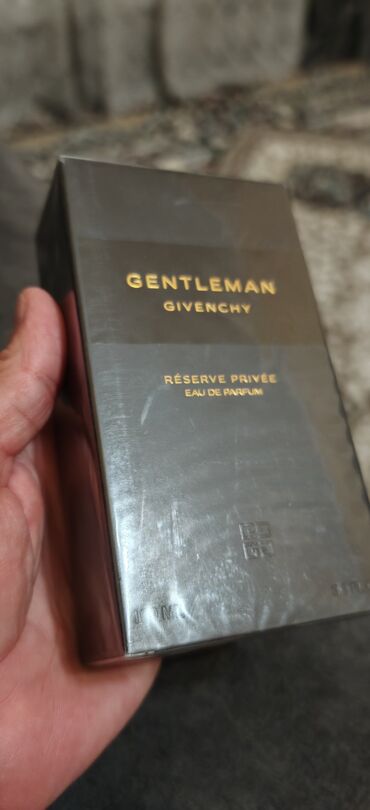 GENTLEMAN
GIVENCHY
RÉSERVE PRIVÉE
EAU DE PARFUM